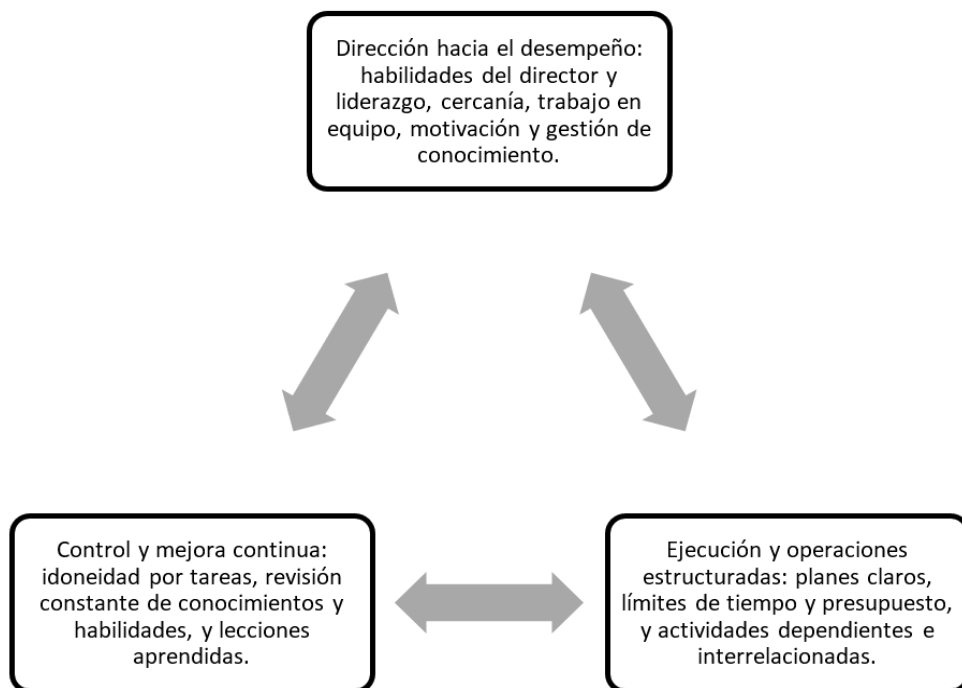 Dirección hacia el desempeño:
habilidades del director y
liderazgo, cercanía, trabajo en
equipo, motivación y gestión de
conocimiento.
Control y mejora continua:
idoneidad por tareas, revisión
constante de conocimientos y
habilidades, y lecciones
aprendidas.
Ejecución y operaciones
estructuradas: planes claros,
límites de tiempo y presupuesto,
y actividades dependientes e
interrelacionadas.